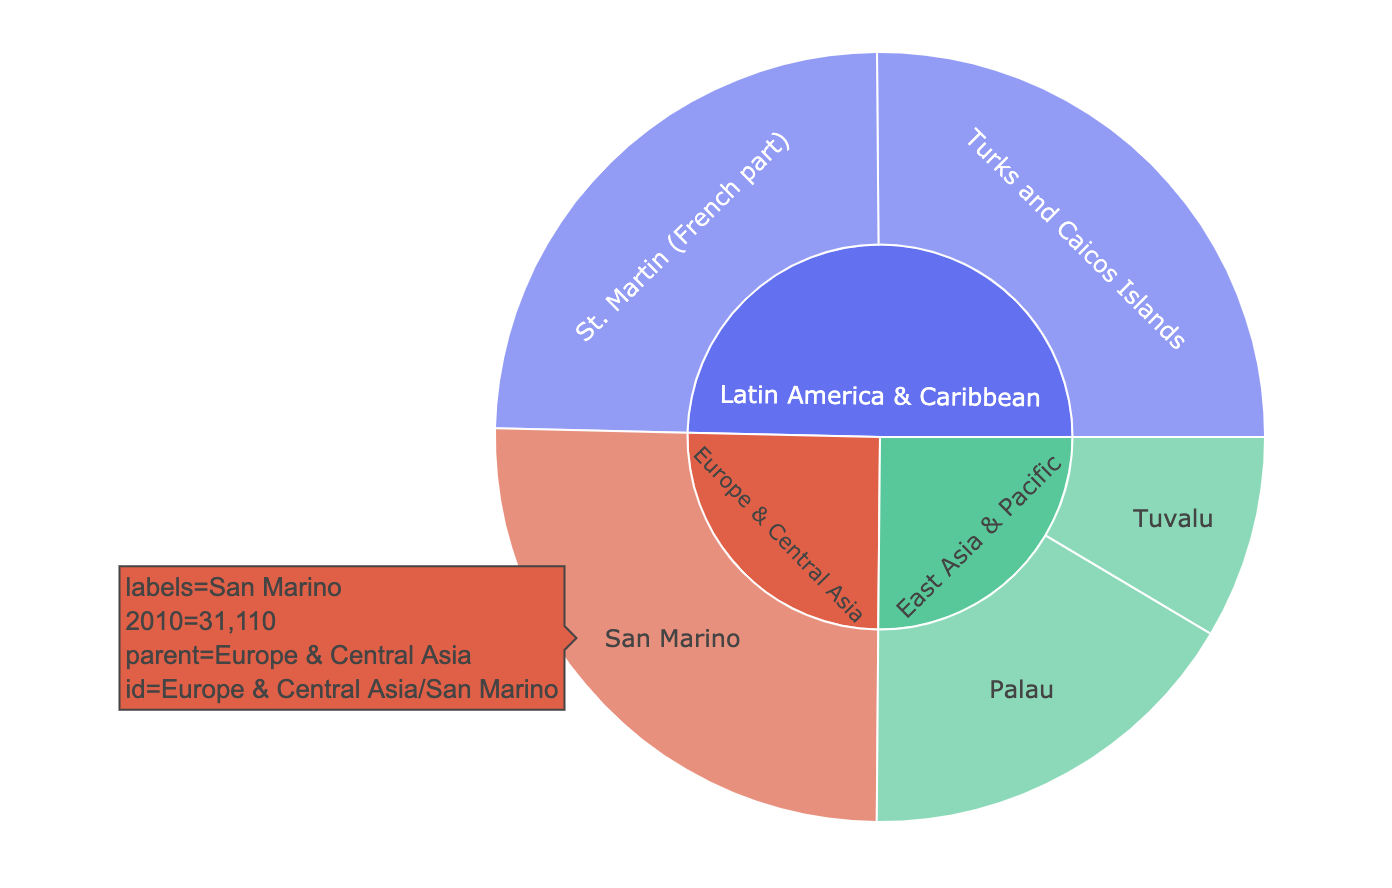 St. Martin (French part)
Turks and Caicos Islands
Latin America & Caribbean
Europe & Central Asia
East Asia & Pacific
Tuvalu
labels=San Marino
2010=31,110
parent=Europe & Central Asia
id=Europe & Central Asia/San Marino
San Marino
Palau